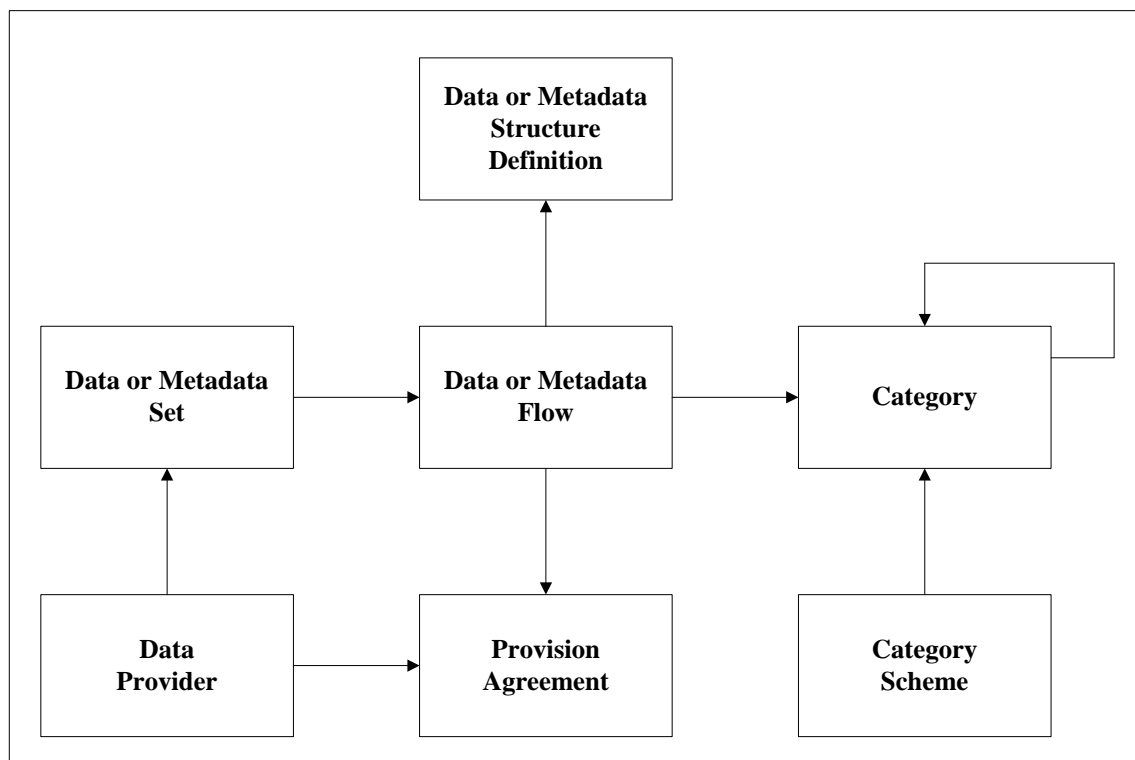 Data or Metadata
Structure
Definition
Data or Metadata
Set
Data or Metadata
Flow
Category
Data
Provider
Provision
Agreement
Category
Scheme